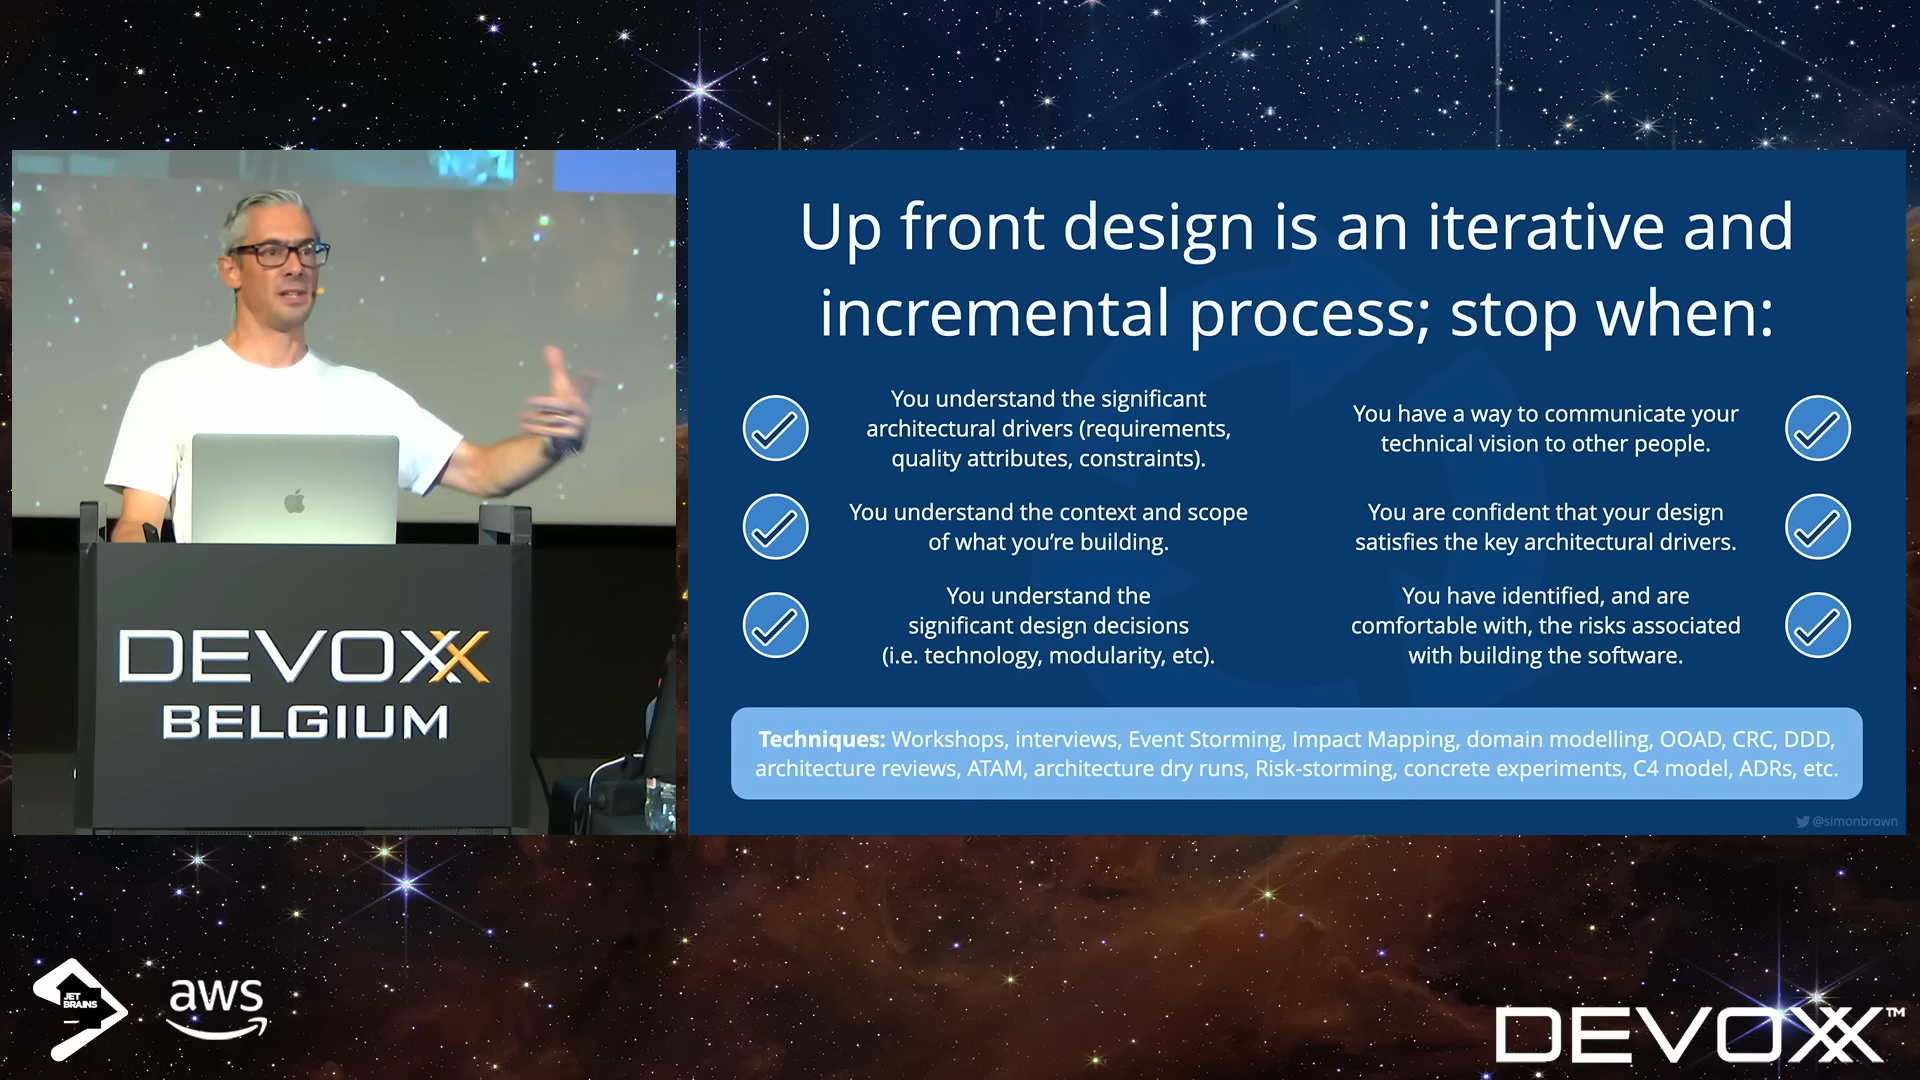 Up front design is an iterative and
incremental process; stop when:
You understand the significant
architectural drivers (requirements,
quality attributes, constraints).
You understand the context and scope
of what you’re building.
You understand the
significant design decisions
(i.e. technology, modularity, etc).
You have a way to communicate your
technical vision to other people.
You are confident that your design
satisfies the key architectural drivers.
You have identified, and are
comfortable with, the risks associated
with building the software.
Techniques: Workshops, interviews, Event Storming, Impact Mapping, domain modelling, OOAD, CRC, DDD,
architecture reviews, ATAM, architecture dry runs, Risk-storming, concrete experiments, C4 model, ADRs, etc.
@simonbrown
DEVOXX
BELGIUM
JET
BRAINS
aws
DEVOXX™